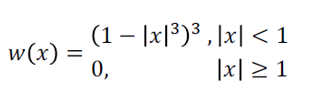 (1 − |x|³)³ , |x| < 1
w(x) =
0, |x| ≥ 1